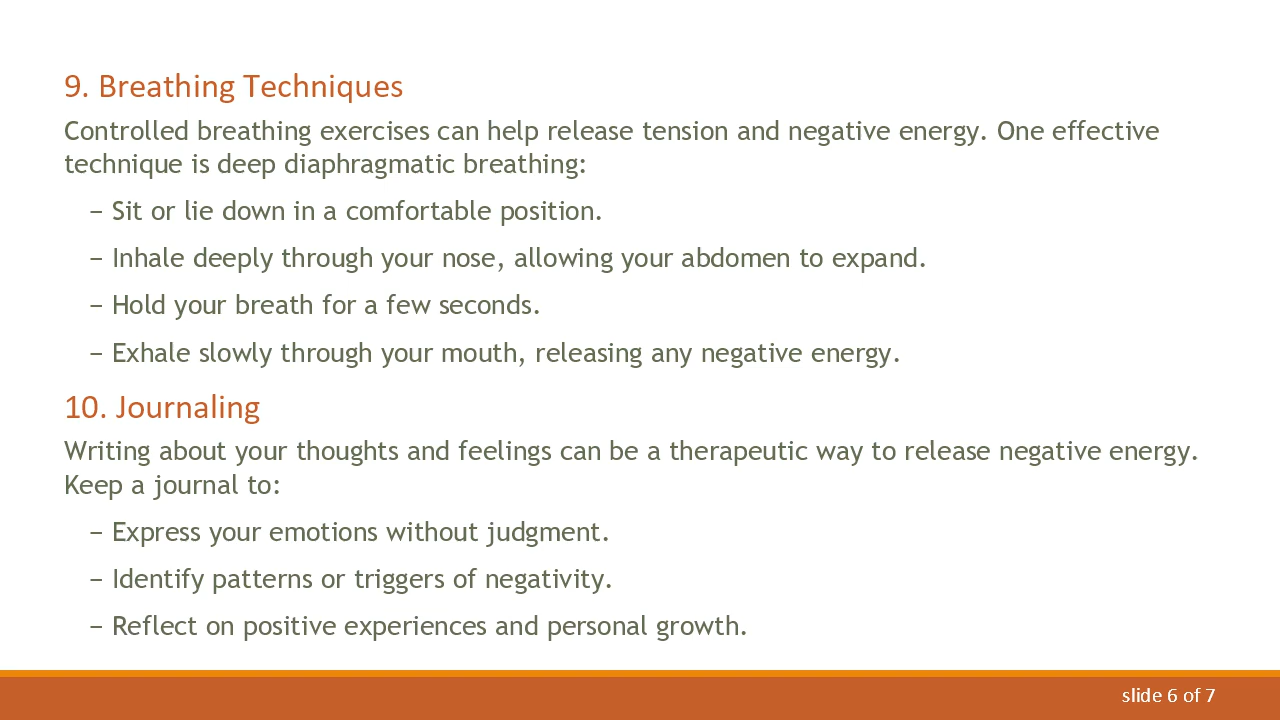 9. Breathing Techniques
Controlled breathing exercises can help release tension and negative energy. One effective
technique is deep diaphragmatic breathing:
– Sit or lie down in a comfortable position.
– Inhale deeply through your nose, allowing your abdomen to expand.
– Hold your breath for a few seconds.
– Exhale slowly through your mouth, releasing any negative energy.
10. Journaling
Writing about your thoughts and feelings can be a therapeutic way to release negative energy.
Keep a journal to:
– Express your emotions without judgment.
– Identify patterns or triggers of negativity.
– Reflect on positive experiences and personal growth.
slide 6 of 7